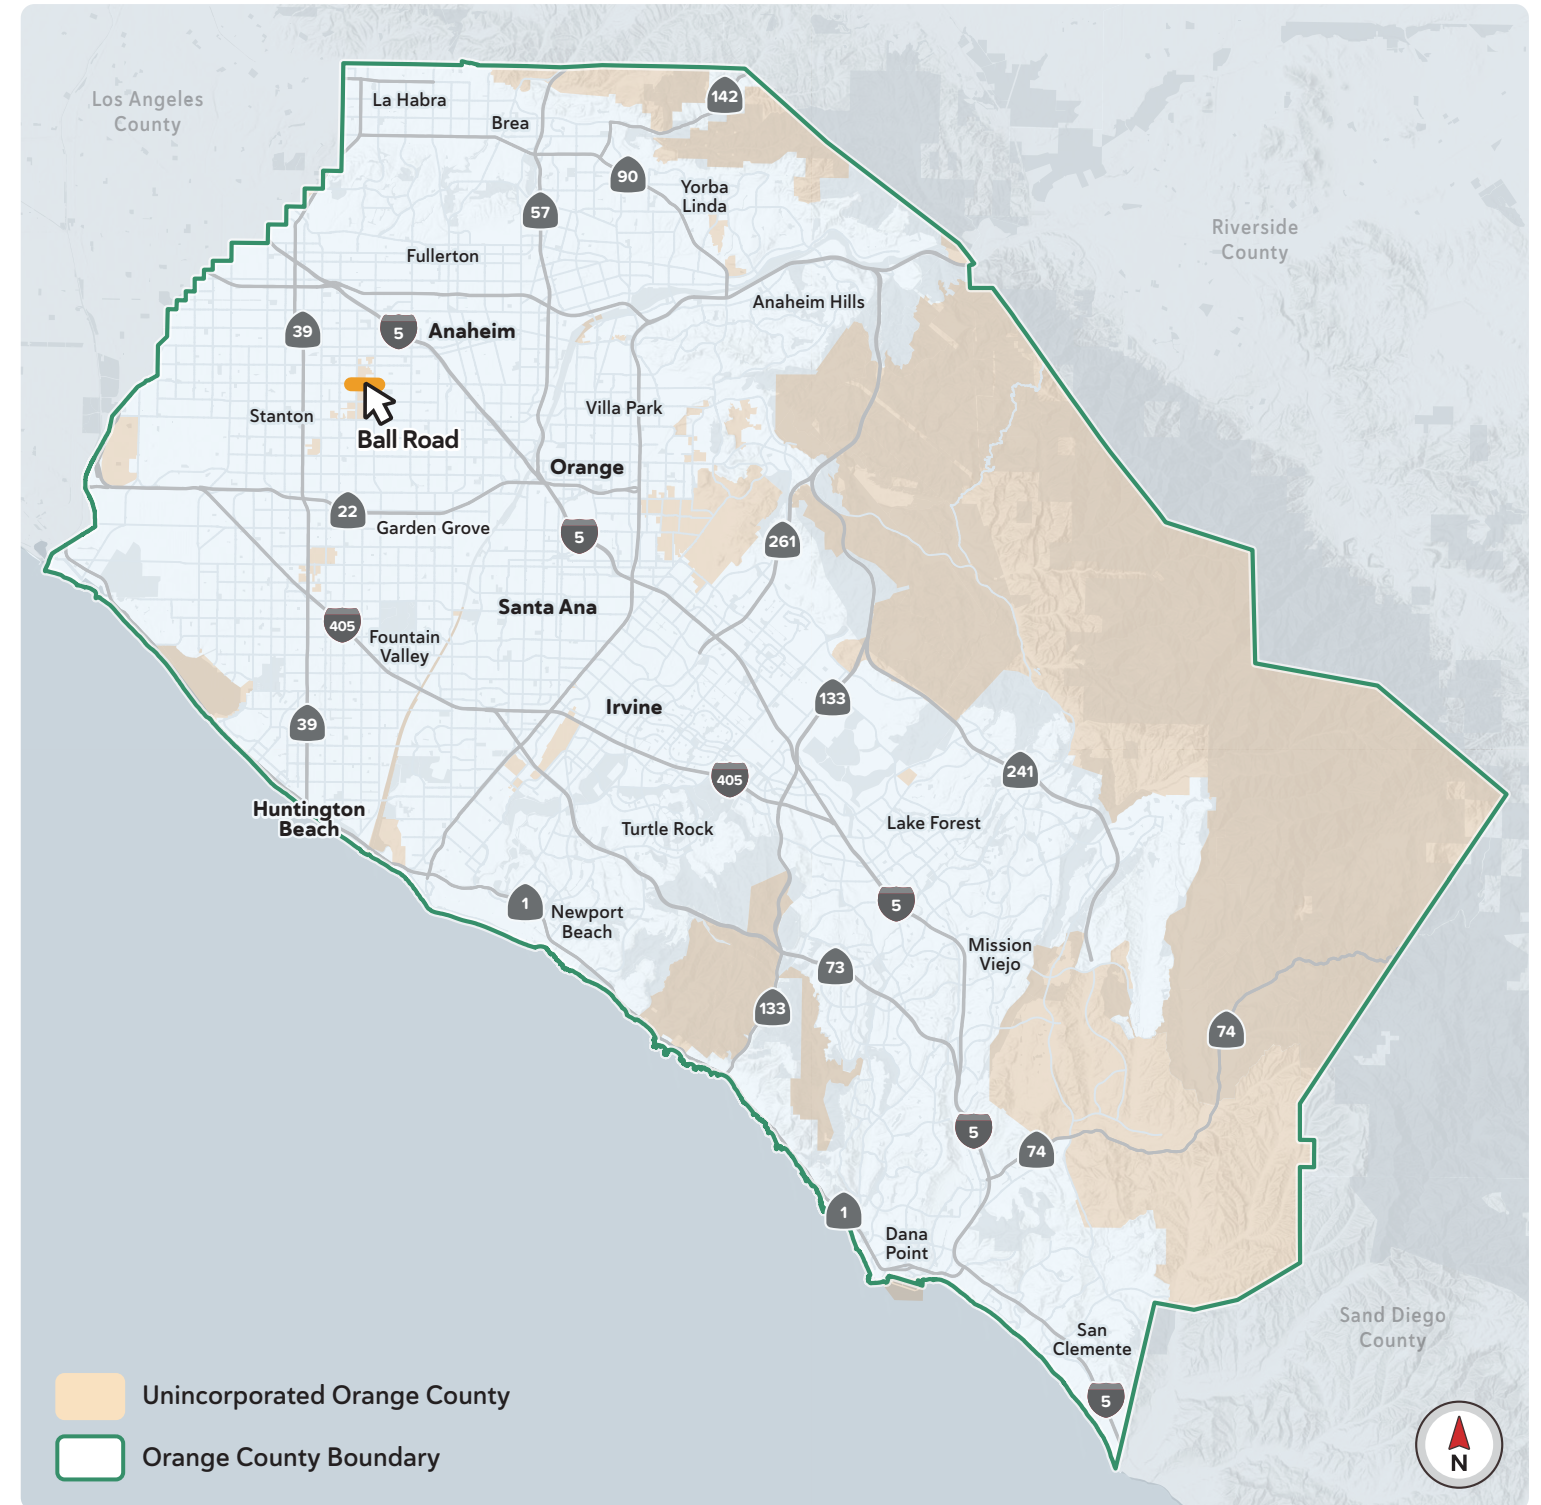 Los Angeles
County
La Habra
142
Brea
90
Yorba
Linda
57
Riverside
County
Fullerton
Anaheim Hills
39
5
Anaheim
Stanton
Villa Park
Ball Road
Orange
22
Garden Grove
5
261
Santa Ana
405
Fountain
Valley
133
Irvine
39
241
405
Huntington
Beach
Turtle Rock
Lake Forest
1
Newport
Beach
5
Mission
Viejo
73
133
74
5
74
1
Dana
Point
Sand Diego
County
San
Clemente
5
Unincorporated Orange County
Orange County Boundary
N